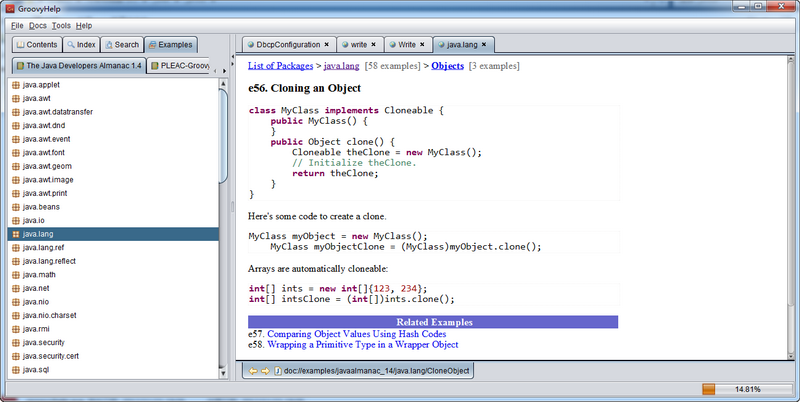 GroovyHelp
File Docs Tools Help
Contents Index Search Examples
The Java Developers Almanac 1.4 PLEAC-Groovy
java.applet
java.awt
java.awt.datatransfer
java.awt.dnd
java.awt.event
java.awt.font
java.awt.geom
java.awt.image
java.awt.print
java.beans
java.io
java.lang
java.lang.ref
java.lang.reflect
java.math
java.net
java.nio
java.nio.charset
java.rmi
java.security
java.security.cert
java.sql
DbcpConfiguration write Write java.lang
List of Packages > java.lang [58 examples] > Objects [3 examples]
e56. Cloning an Object
class MyClass implements Cloneable {
    public MyClass() {
    }
    public Object clone() {
        Cloneable theClone = new MyClass();
        // Initialize theClone.
        return theClone;
    }
}
Here's some code to create a clone.
MyClass myObject = new MyClass();
    MyClass myObjectClone = (MyClass)myObject.clone();
Arrays are automatically cloneable:
int[] ints = new int[]{123, 234};
int[] intsClone = (int[])ints.clone();
Related Examples
e57. Comparing Object Values Using Hash Codes
e58. Wrapping a Primitive Type in a Wrapper Object
doc://examples/javaalmanac_14/java.lang/CloneObject
14.81%